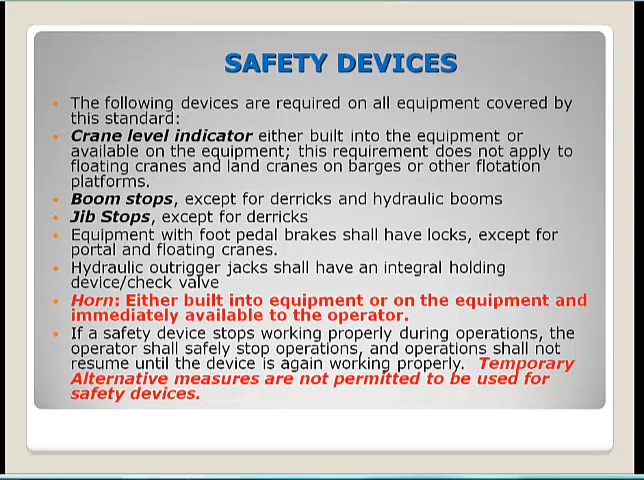 SAFETY DEVICES
• The following devices are required on all equipment covered by
this standard:
• Crane level indicator either built into the equipment or
available on the equipment; this requirement does not apply to
floating cranes and land cranes on barges or other flotation
platforms.
• Boom stops, except for derricks and hydraulic booms
• Jib Stops, except for derricks
• Equipment with foot pedal brakes shall have locks, except for
portal and floating cranes.
• Hydraulic outrigger jacks shall have an integral holding
device/check valve
• Horn: Either built into equipment or on the equipment and
immediately available to the operator.
• If a safety device stops working properly during operations, the
operator shall safely stop operations, and operations shall not
resume until the device is again working properly. Temporary
Alternative measures are not permitted to be used for
safety devices.